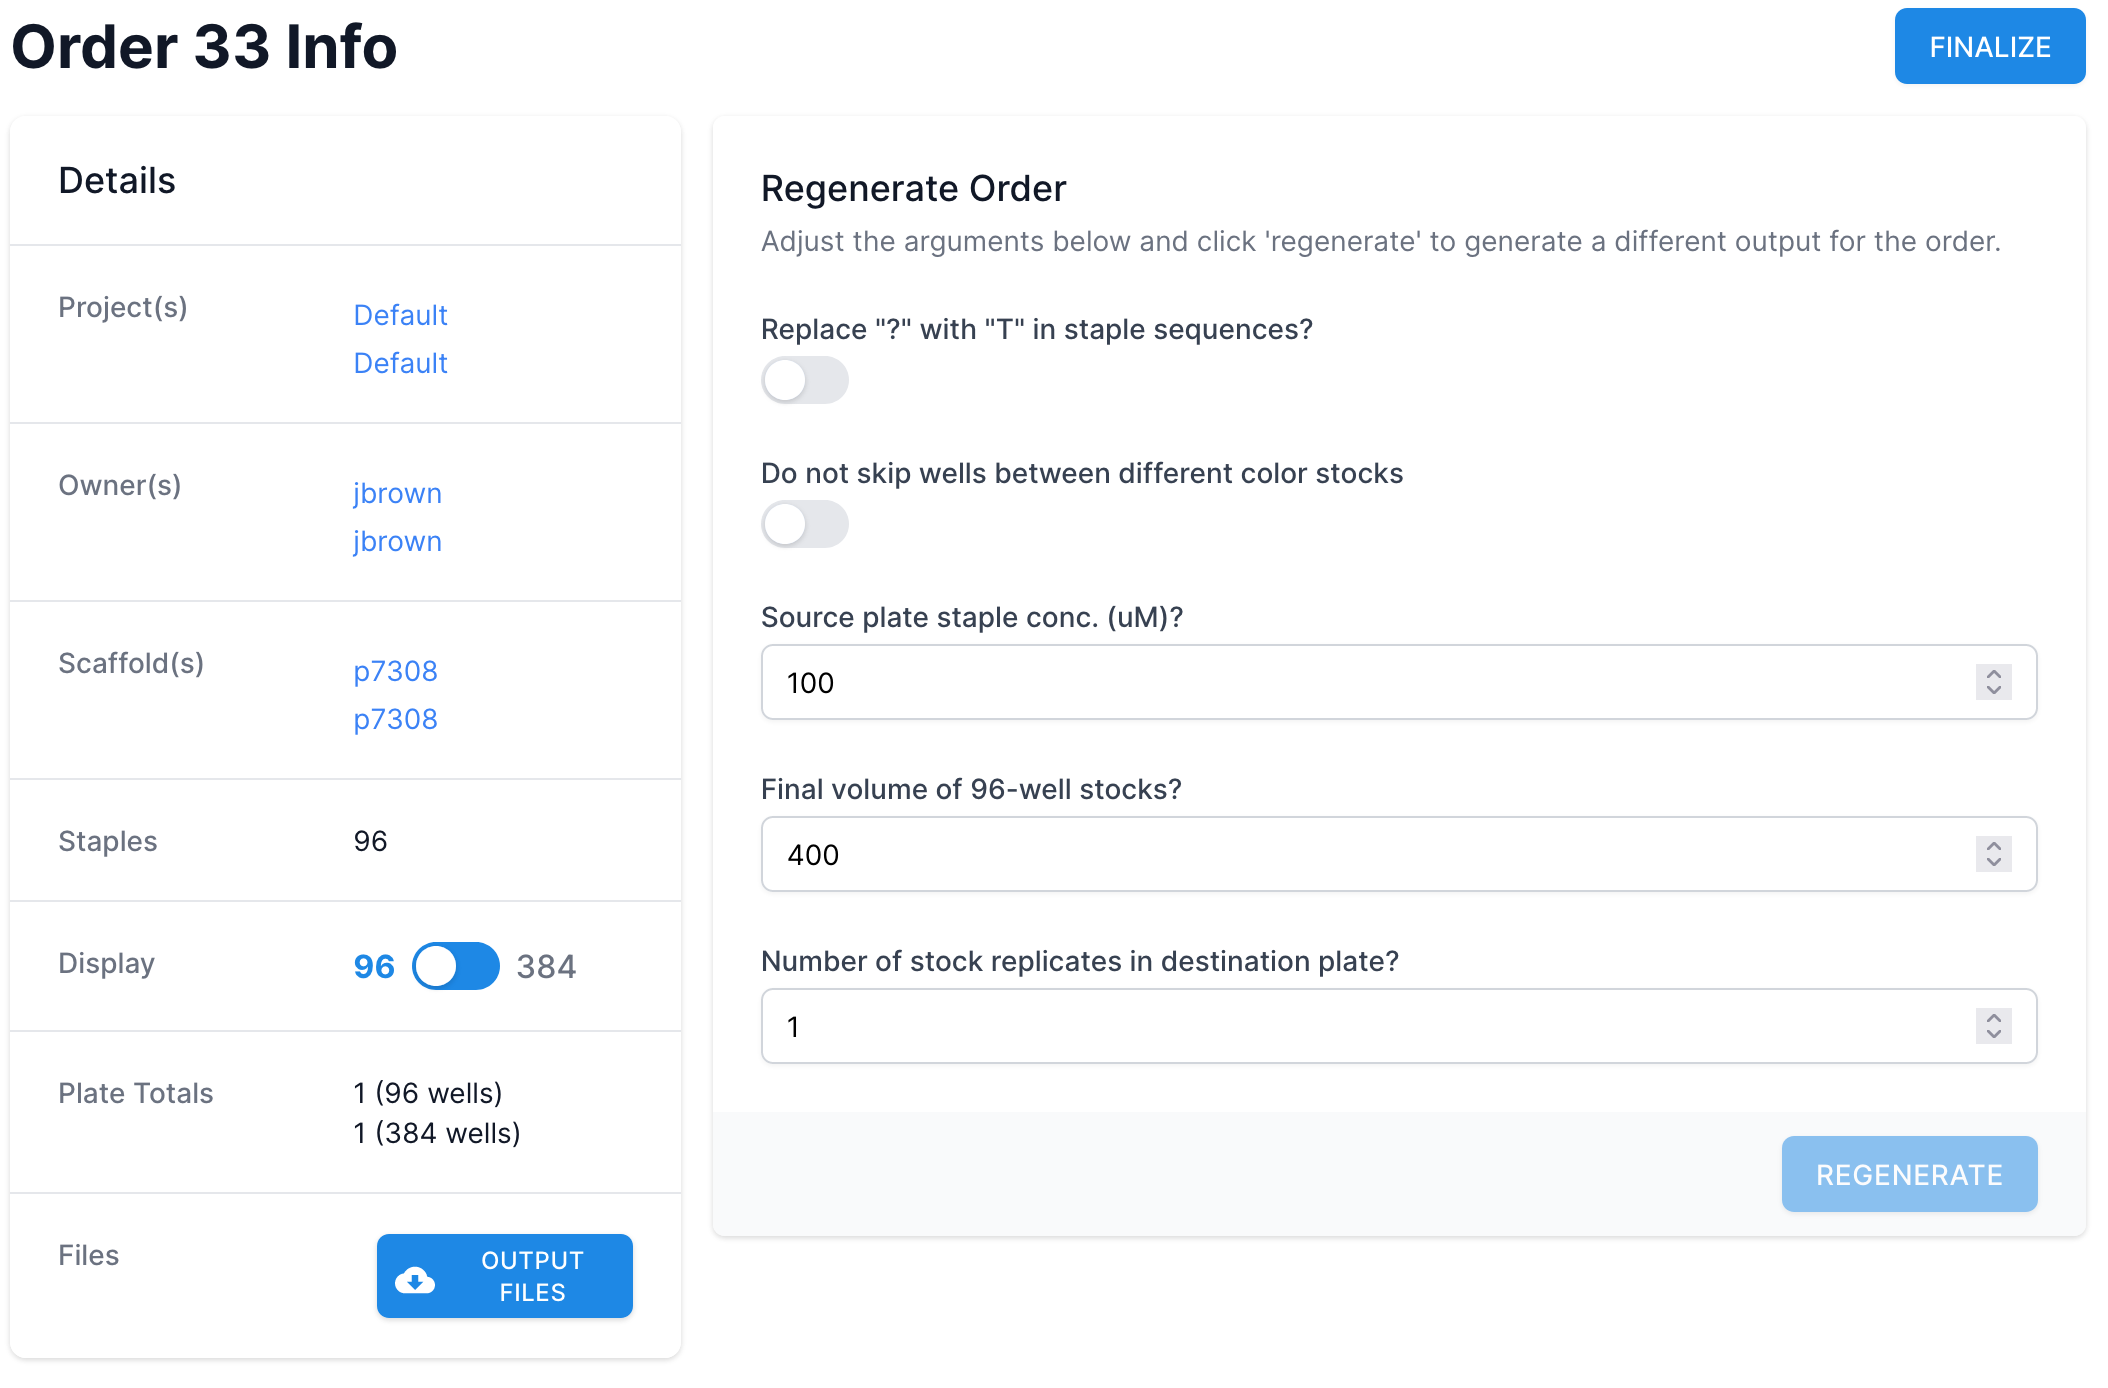 Order 33 Info
FINALIZE
Details
Project(s)
Default
Default
Owner(s)
jbrown
jbrown
Scaffold(s)
p7308
p7308
Staples
96
Display
96
384
Plate Totals
1 (96 wells)
1 (384 wells)
Files
OUTPUT
FILES
Regenerate Order
Adjust the arguments below and click 'regenerate' to generate a different output for the order.
Replace "?" with "T" in staple sequences?
Do not skip wells between different color stocks
Source plate staple conc. (uM)?
100
Final volume of 96-well stocks?
400
Number of stock replicates in destination plate?
1
REGENERATE